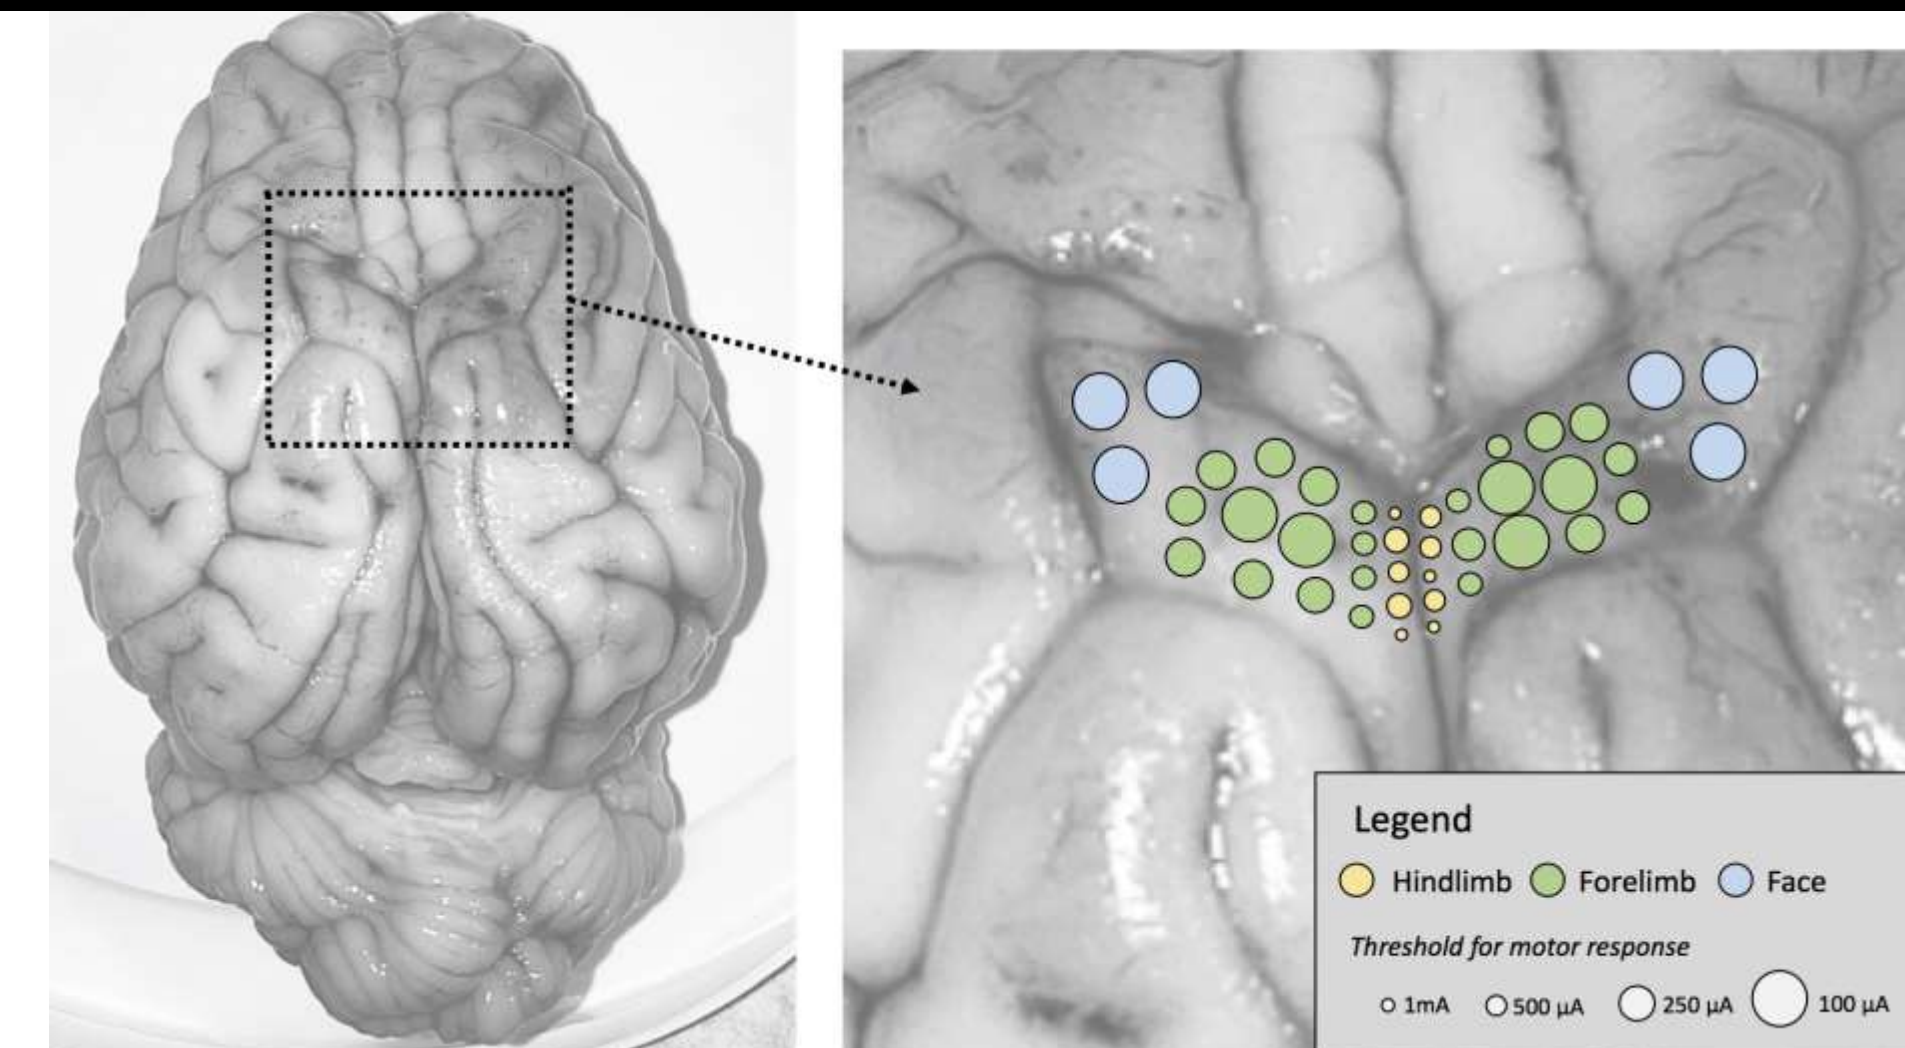 Legend
Hindlimb Forelimb Face
Threshold for motor response
1mA 500 µA 250 µA 100 µA